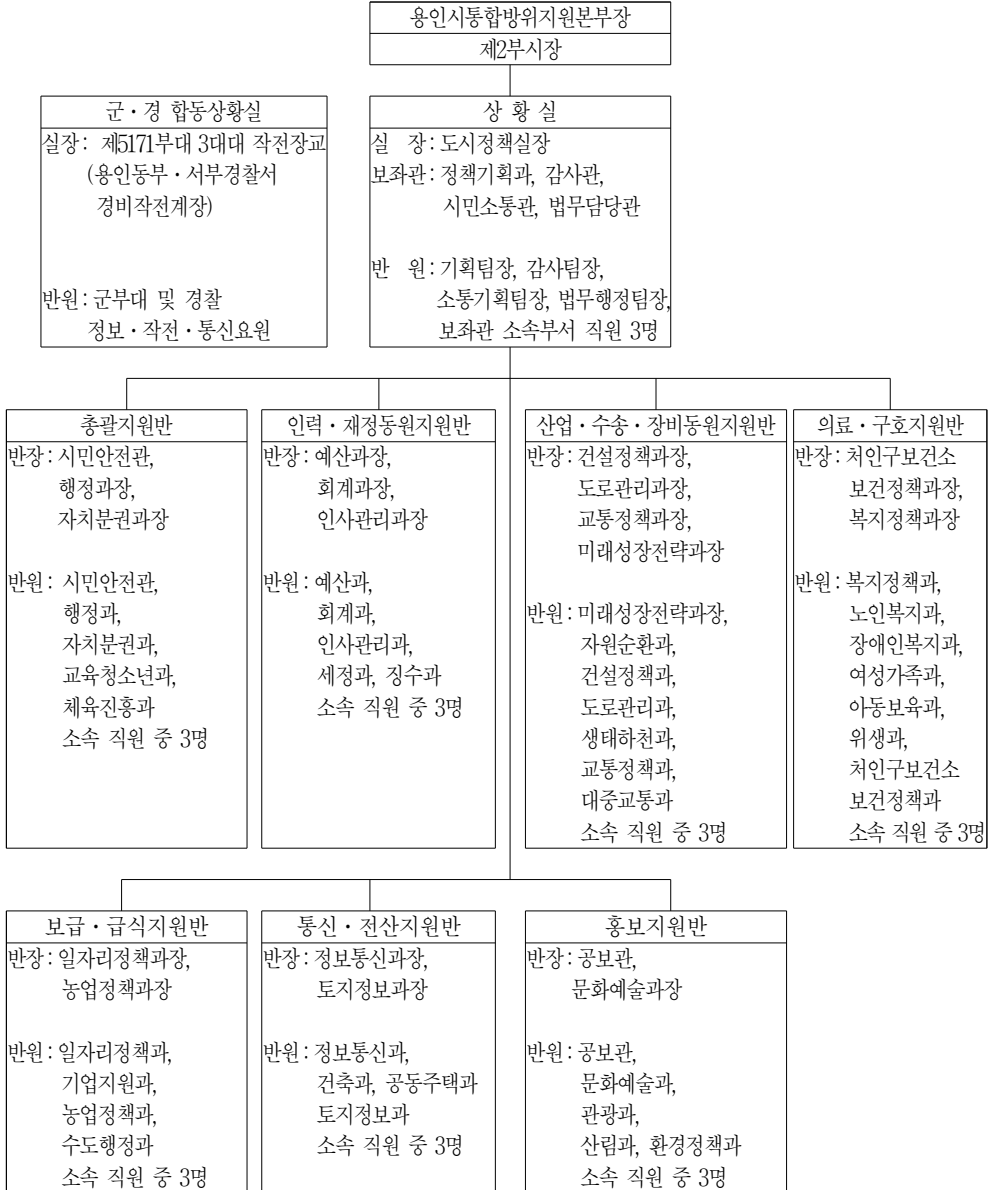 용인시통합방위지원본부장
제2부시장
군・경 합동상황실
실장: 제5171부대 3대대 작전장교
(용인동부・서부경찰서
경비작전계장)
반원: 군부대 및 경찰
정보・작전・통신요원
상 황 실
실 장: 도시정책실장
보좌관: 정책기획과, 감사관,
시민소통관, 법무담당관
반 원: 기획팀장, 감사팀장,
소통기획팀장, 법무행정팀장,
보좌관 소속부서 직원 3명
총괄지원반
반장: 시민안전관,
행정과장,
자치분권과장
반원: 시민안전관,
행정과,
자치분권과,
교육청소년과,
체육진흥과
소속 직원 중 3명
인력・재정동원지원반
반장: 예산과장,
회계과장,
인사관리과장
반원: 예산과,
회계과,
인사관리과,
세정과, 징수과
소속 직원 중 3명
산업・수송・장비동원지원반
반장: 건설정책과장,
도로관리과장,
교통정책과장,
미래성장전략과장
반원: 미래성장전략과장,
자원순환과,
건설정책과,
도로관리과,
생태하천과,
교통정책과,
대중교통과
소속 직원 중 3명
의료・구호지원반
반장: 처인구보건소
보건정책과장,
복지정책과장
반원: 복지정책과,
노인복지과,
장애인복지과,
여성가족과,
아동보육과,
위생과,
처인구보건소
보건정책과
소속 직원 중 3명
보급・급식지원반
반장: 일자리정책과장,
농업정책과장
반원: 일자리정책과,
기업지원과,
농업정책과,
수도행정과
소속 직원 중 3명
통신・전산지원반
반장: 정보통신과장,
토지정보과장
반원: 정보통신과,
건축과, 공동주택과
토지정보과
소속 직원 중 3명
홍보지원반
반장: 공보관,
문화예술과장
반원: 공보관,
문화예술과,
관광과,
산림과, 환경정책과
소속 직원 중 3명